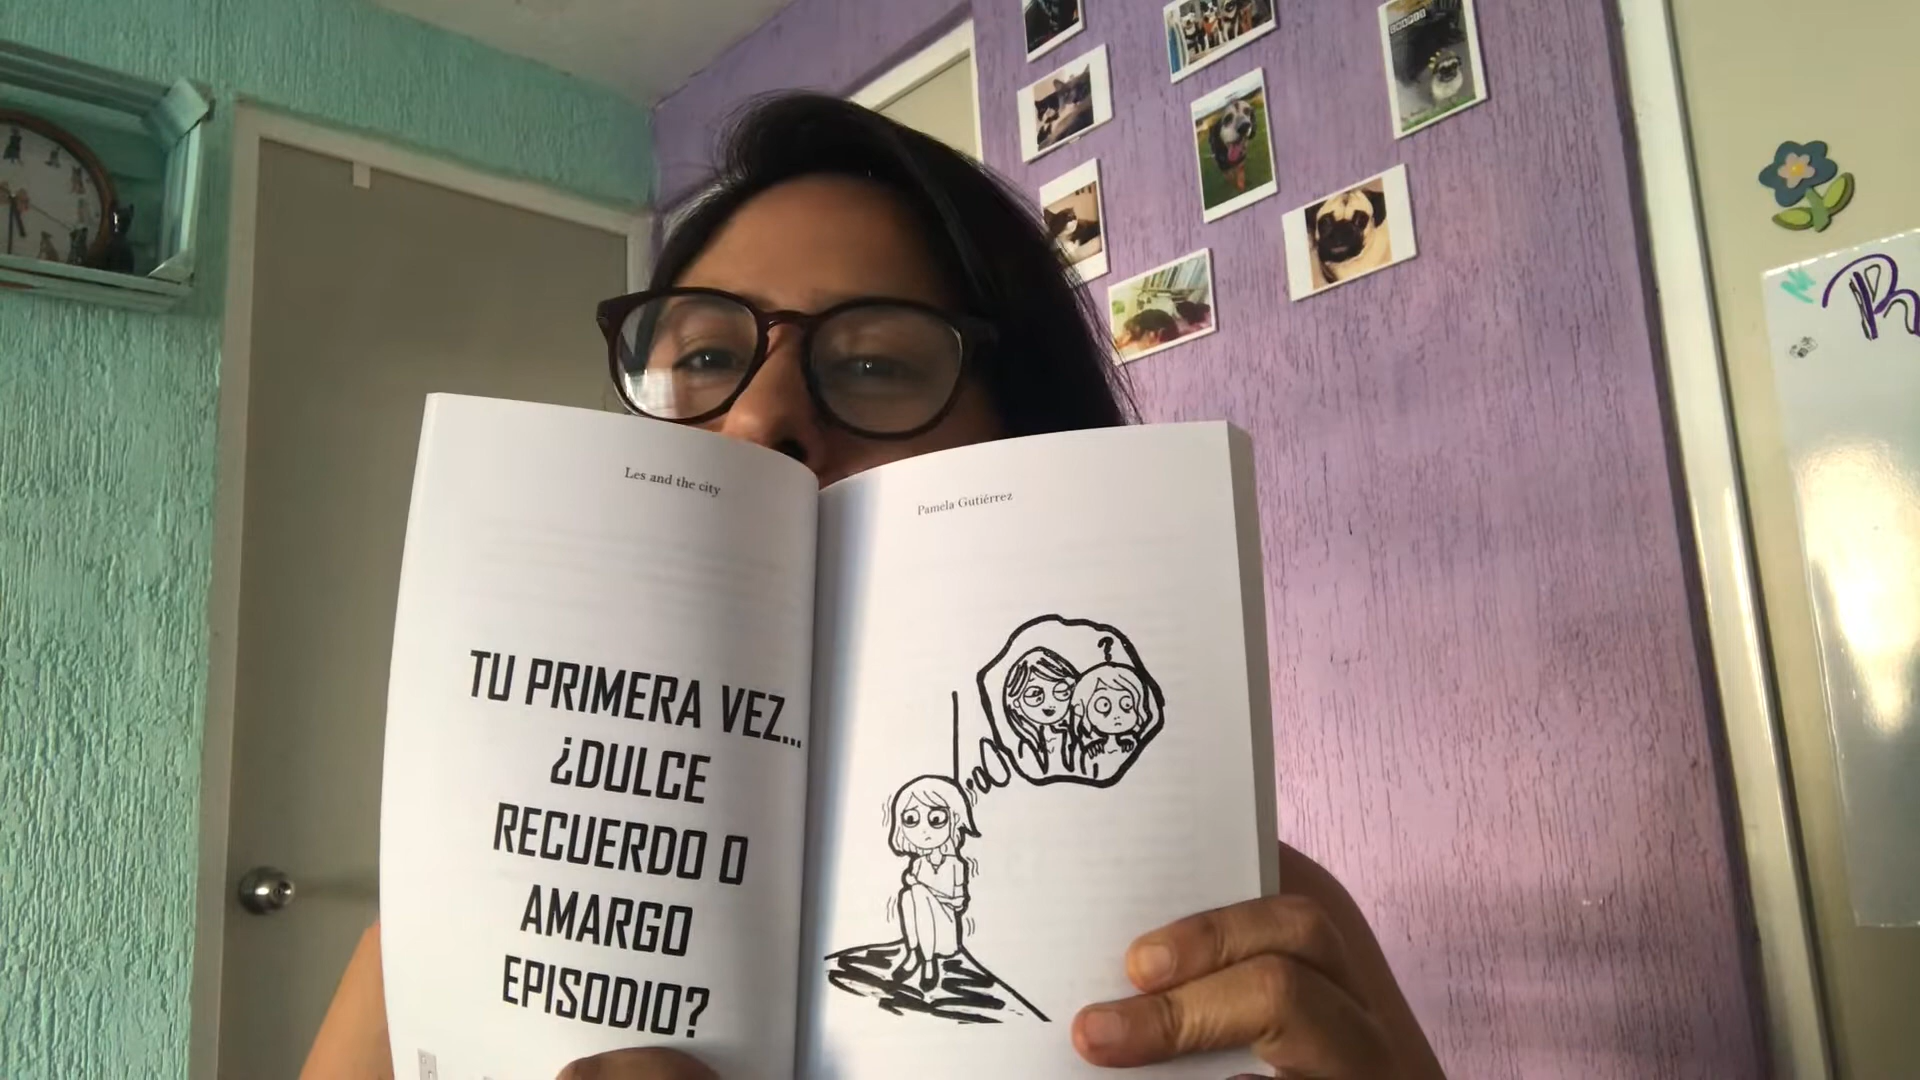 Les and the city
TU PRIMERA VEZ...
¿DULCE
RECUERDO O
AMARGO
EPISODIO?
Pamela Gutiérrez
?